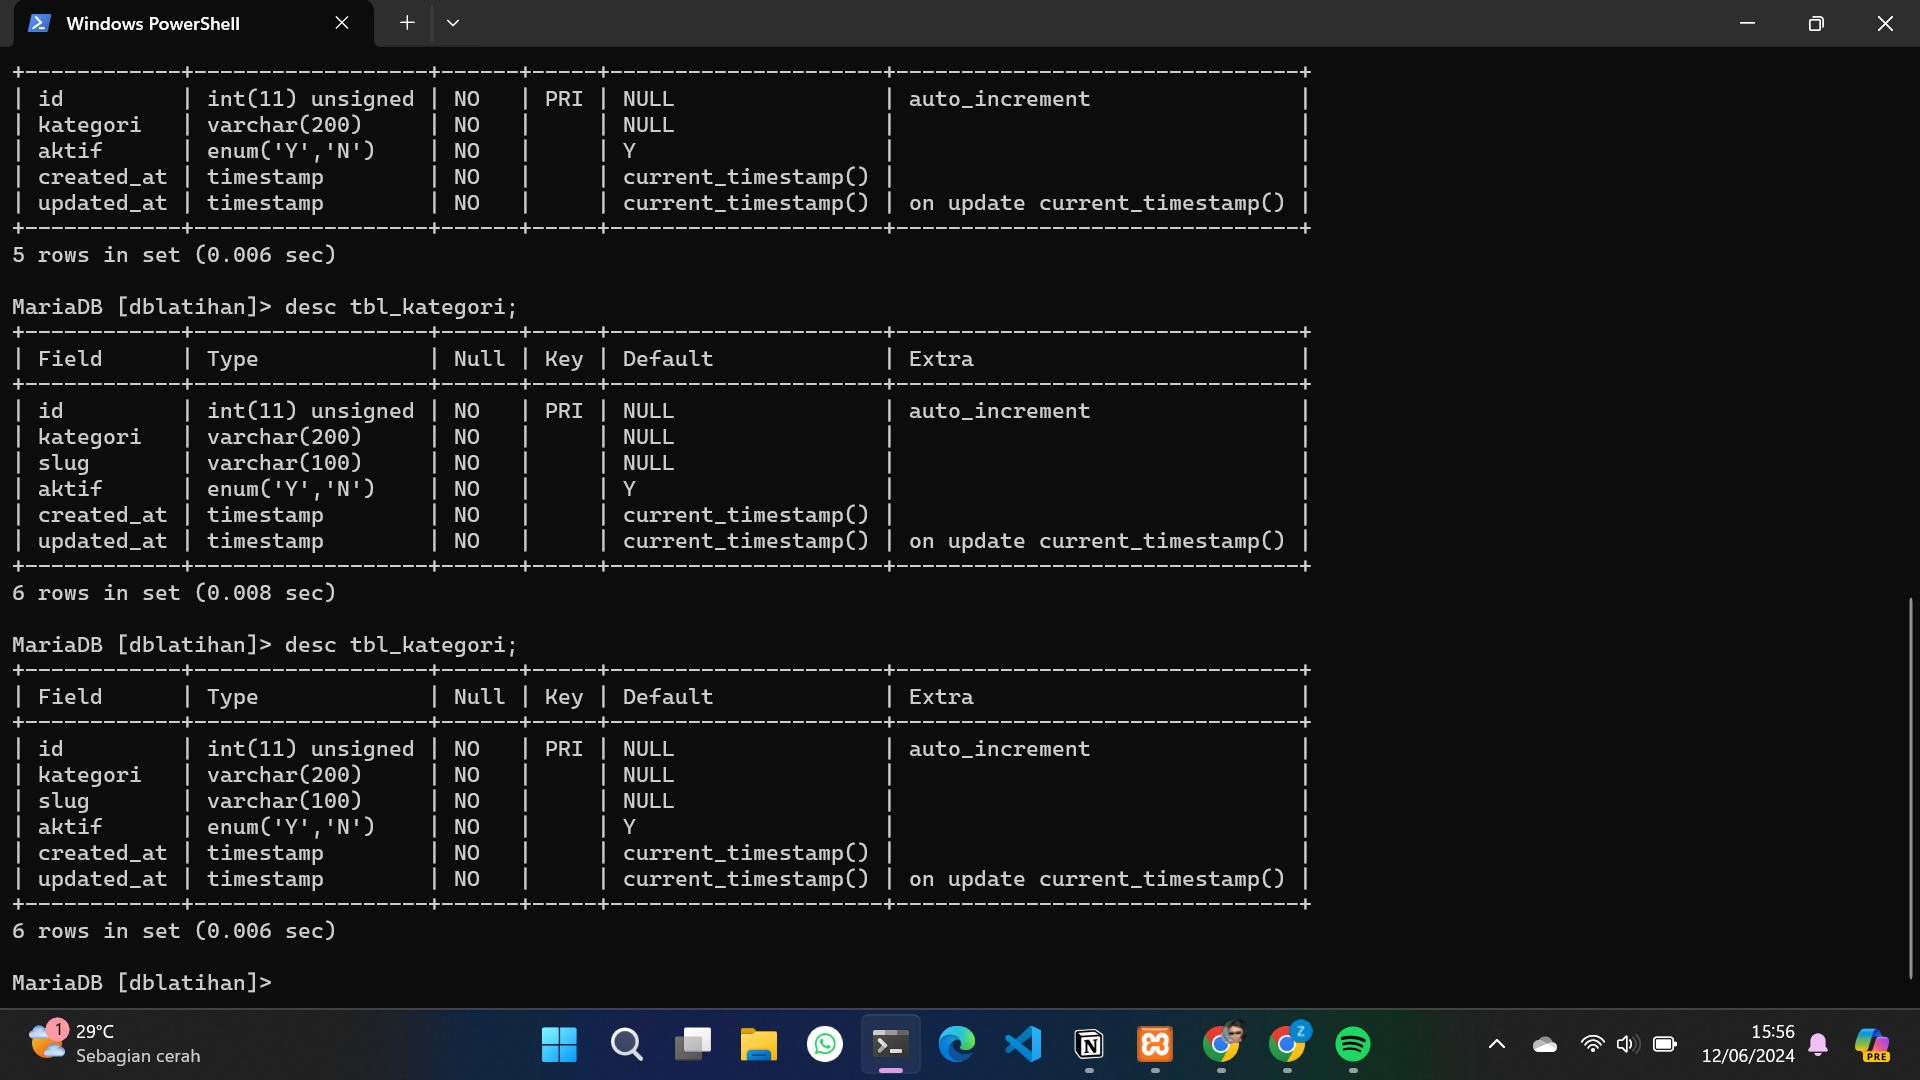 Windows PowerShell
+------------+------------------+------+-----+---------------------+-------------------------------+
| id         | int(11) unsigned | NO   | PRI | NULL                | auto_increment                |
| kategori   | varchar(200)     | NO   |     | NULL                |                               |
| aktif      | enum('Y','N')    | NO   |     | Y                   |                               |
| created_at | timestamp        | NO   |     | current_timestamp() |                               |
| updated_at | timestamp        | NO   |     | current_timestamp() | on update current_timestamp() |
+------------+------------------+------+-----+---------------------+-------------------------------+
5 rows in set (0.006 sec)
MariaDB [dblatihan]> desc tbl_kategori;
+------------+------------------+------+-----+---------------------+-------------------------------+
| Field      | Type             | Null | Key | Default             | Extra                         |
+------------+------------------+------+-----+---------------------+-------------------------------+
| id         | int(11) unsigned | NO   | PRI | NULL                | auto_increment                |
| kategori   | varchar(200)     | NO   |     | NULL                |                               |
| slug       | varchar(100)     | NO   |     | NULL                |                               |
| aktif      | enum('Y','N')    | NO   |     | Y                   |                               |
| created_at | timestamp        | NO   |     | current_timestamp() |                               |
| updated_at | timestamp        | NO   |     | current_timestamp() | on update current_timestamp() |
+------------+------------------+------+-----+---------------------+-------------------------------+
6 rows in set (0.008 sec)
MariaDB [dblatihan]> desc tbl_kategori;
+------------+------------------+------+-----+---------------------+-------------------------------+
| Field      | Type             | Null | Key | Default             | Extra                         |
+------------+------------------+------+-----+---------------------+-------------------------------+
| id         | int(11) unsigned | NO   | PRI | NULL                | auto_increment                |
| kategori   | varchar(200)     | NO   |     | NULL                |                               |
| slug       | varchar(100)     | NO   |     | NULL                |                               |
| aktif      | enum('Y','N')    | NO   |     | Y                   |                               |
| created_at | timestamp        | NO   |     | current_timestamp() |                               |
| updated_at | timestamp        | NO   |     | current_timestamp() | on update current_timestamp() |
+------------+------------------+------+-----+---------------------+-------------------------------+
6 rows in set (0.006 sec)
MariaDB [dblatihan]>
1
29°C
Sebagian cerah
Z
15:56
12/06/2024
PRE